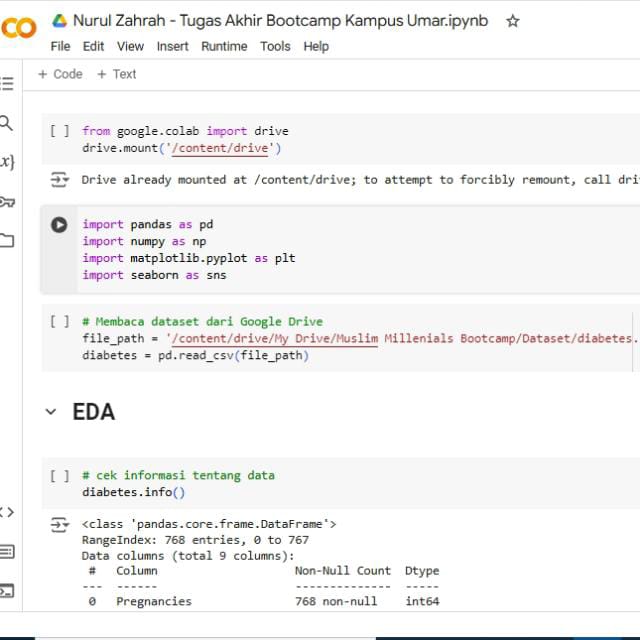 Nurul Zahrah - Tugas Akhir Bootcamp Kampus Umar.ipynb
File Edit View Insert Runtime Tools Help
+ Code + Text
[ ] from google.colab import drive
drive.mount('/content/drive')
Drive already mounted at /content/drive; to attempt to forcibly remount, call dri
import pandas as pd
import numpy as np
import matplotlib.pyplot as plt
import seaborn as sns
[ ] # Membaca dataset dari Google Drive
file_path = '/content/drive/My Drive/Muslim Millenials Bootcamp/Dataset/diabetes.
diabetes = pd.read_csv(file_path)
EDA
[ ] # cek informasi tentang data
diabetes.info()
<class 'pandas.core.frame.DataFrame'>
RangeIndex: 768 entries, 0 to 767
Data columns (total 9 columns):
# Column Non-Null Count Dtype
--- ------ -------------- -----
0 Pregnancies 768 non-null int64